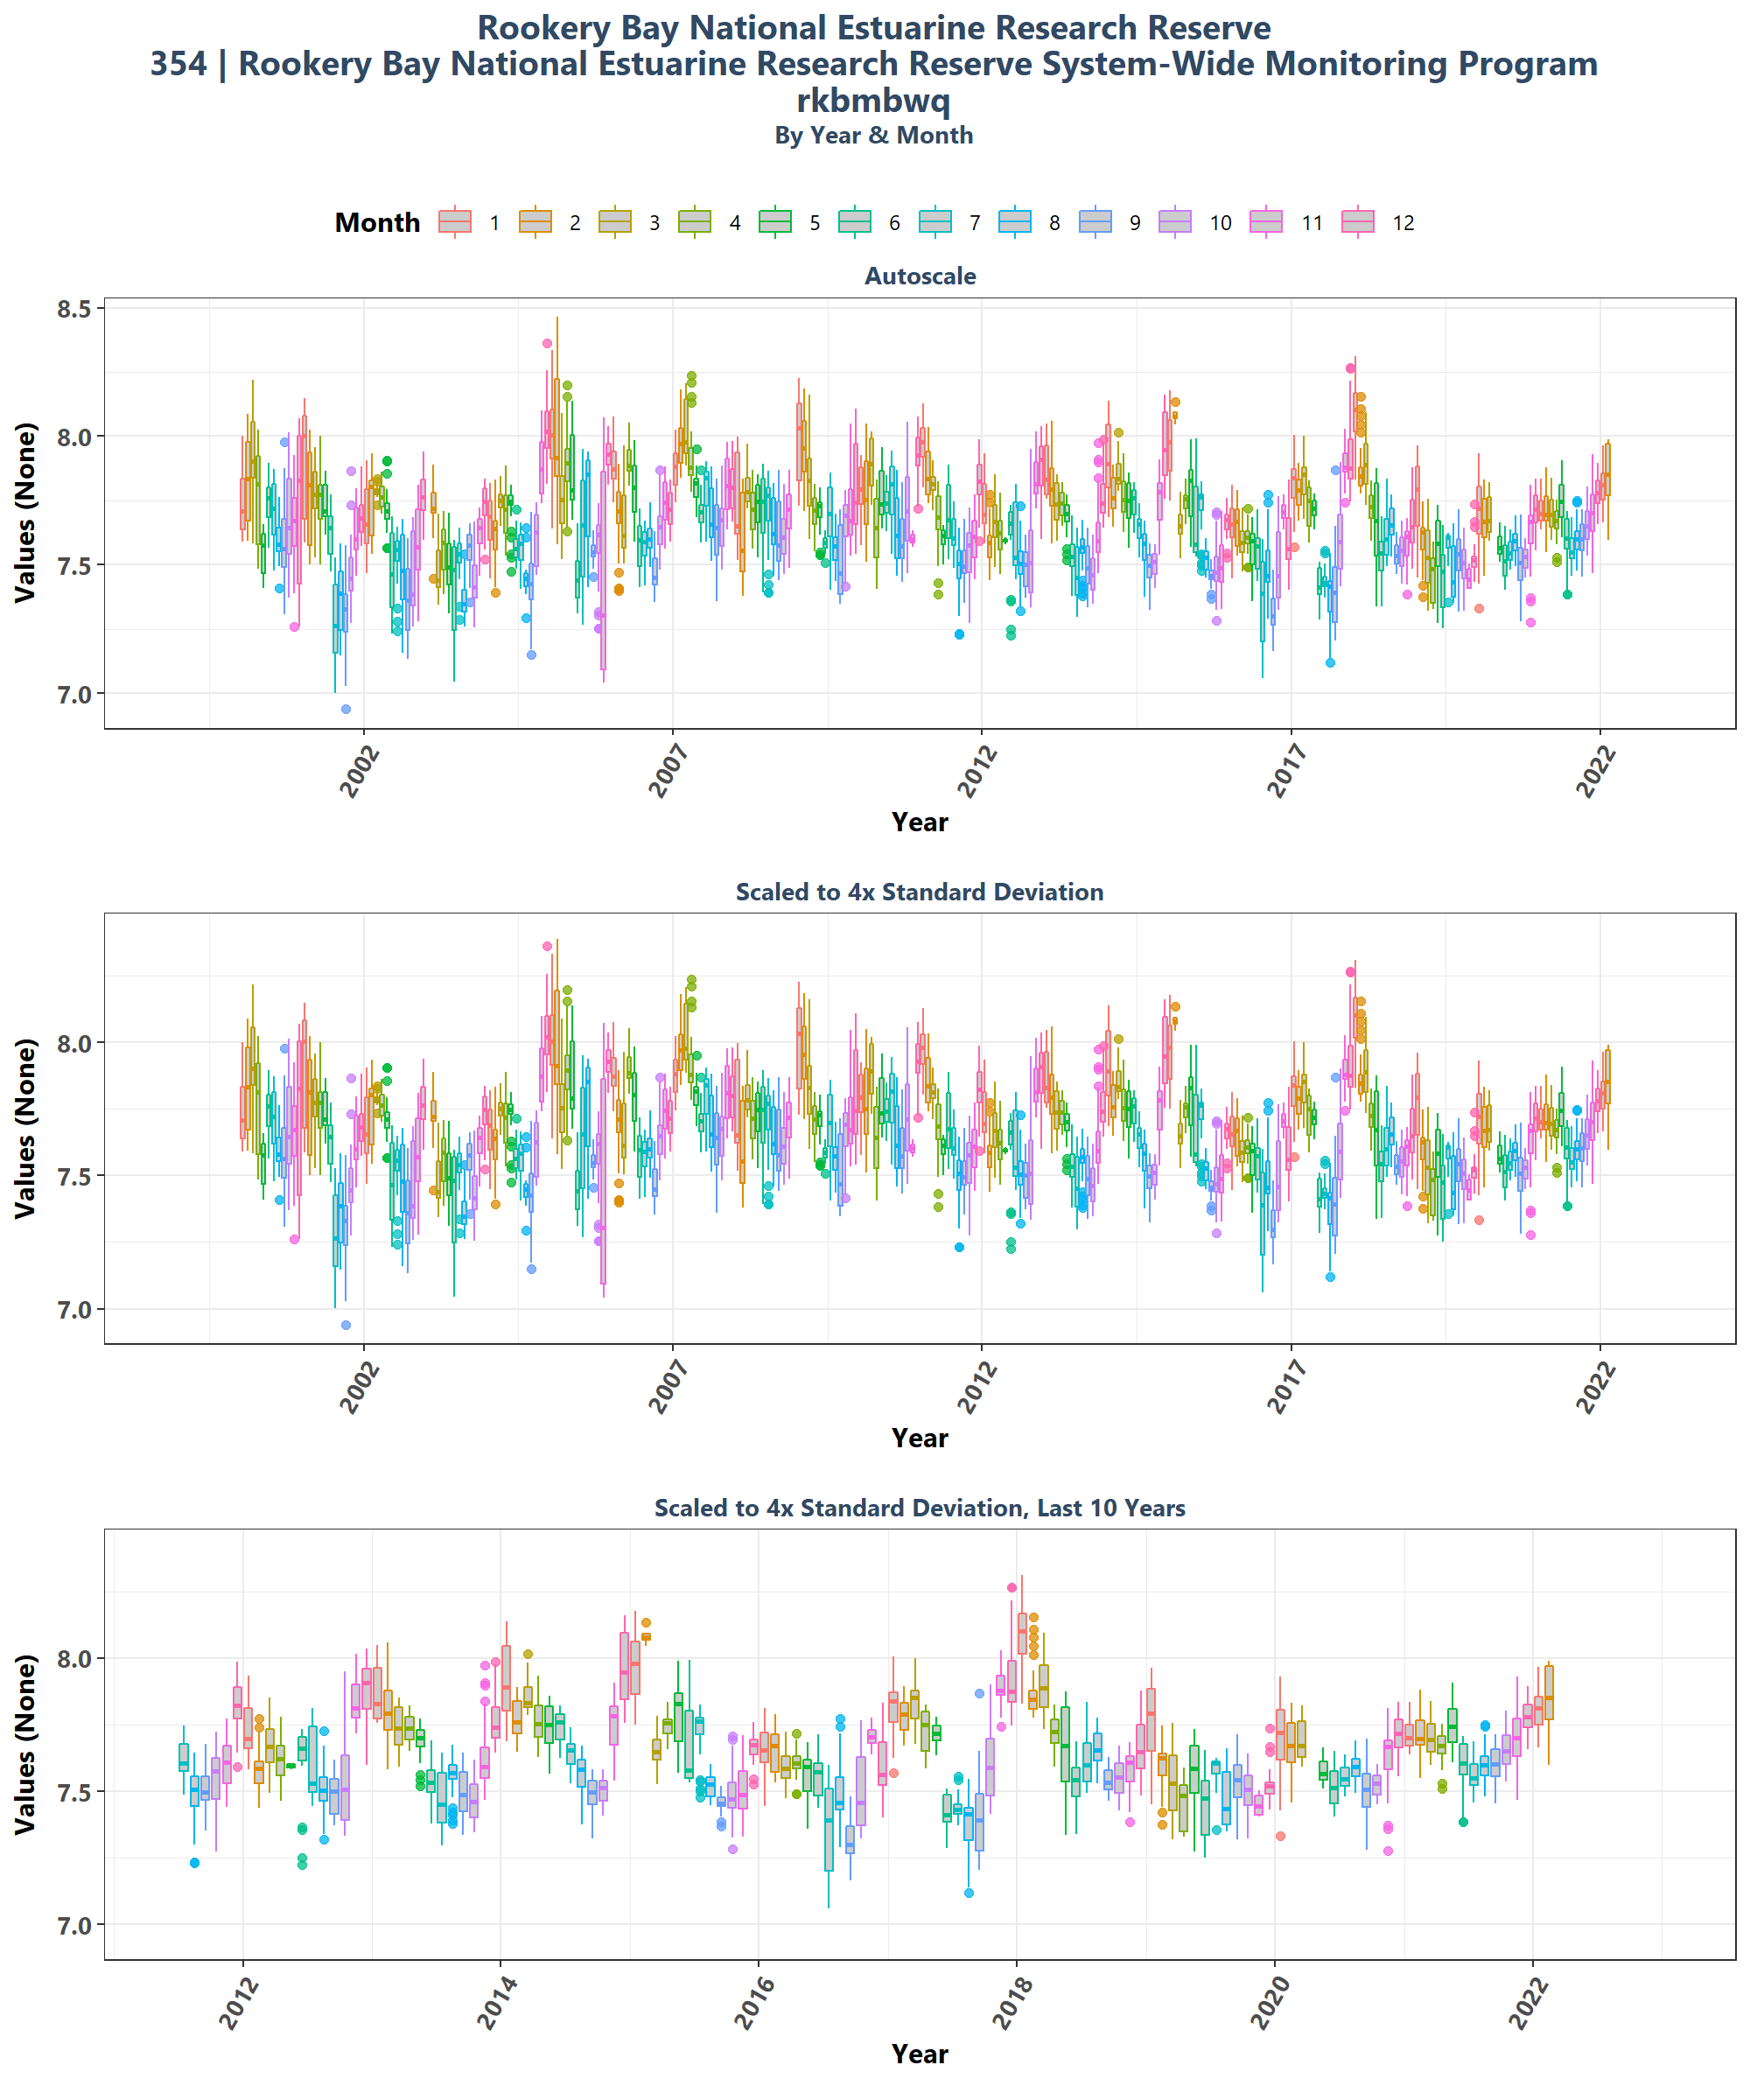 Rookery Bay National Estuarine Research Reserve
354 | Rookery Bay National Estuarine Research Reserve System-Wide Monitoring Program
rkbmbwq
By Year & Month
Month 1 2 3 4 5 6 7 8 9 10 11 12
Autoscale
Values (None)
8.5
8.0
7.5
7.0
2002 2007 2012 2017 2022
Year
Scaled to 4x Standard Deviation
Values (None)
8.0
7.5
7.0
2002 2007 2012 2017 2022
Year
Scaled to 4x Standard Deviation, Last 10 Years
Values (None)
8.0
7.5
7.0
2012 2014 2016 2018 2020 2022
Year